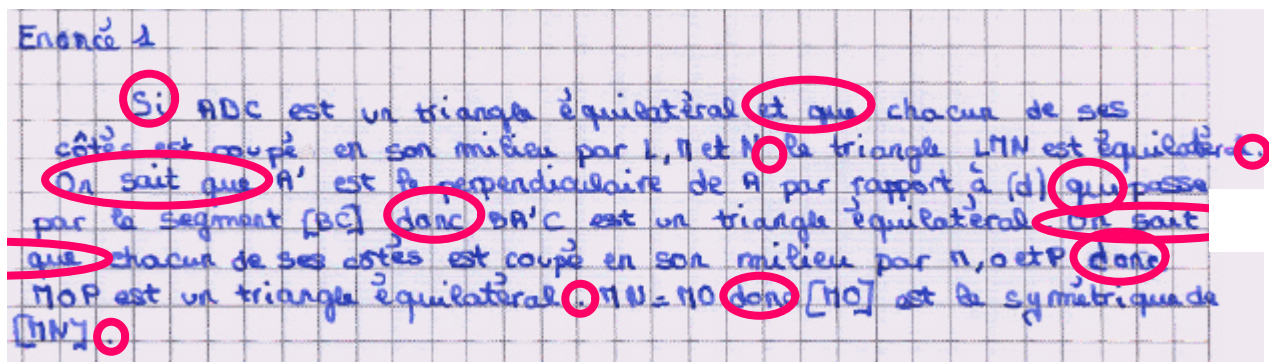 Enoncé 1
Si ADC est un triangle équilatéral et que chacun de ses
côtés est coupé en son milieu par L, M et N, le triangle LMN est équilatéral.
On sait que A' est le perpendiculaire de A par rapport à (d) qui passe
par le segment [BC] donc BA'C est un triangle équilatéral On sait
que chacun de ses côtés est coupé en son milieu par M, O et P donc
MOP est un triangle équilatéral. MN = MO donc [MO] est le symétrique de
[MN].